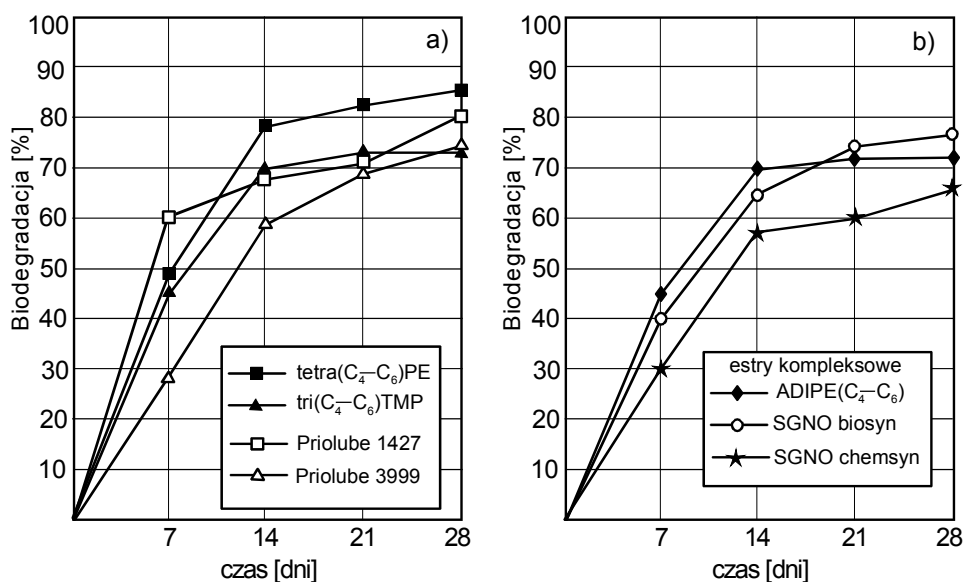 100
90
80
70
60
50
40
30
20
10
Biodegradacja [%]
a)
tetra(C₄—C₆)PE
tri(C₄—C₆)TMP
Priolube 1427
Priolube 3999
7 14 21 28
czas [dni]
100
90
80
70
60
50
40
30
20
10
Biodegradacja [%]
b)
estry kompleksowe
ADIPE(C₄—C₆)
SGNO biosyn
SGNO chemsyn
7 14 21 28
czas [dni]